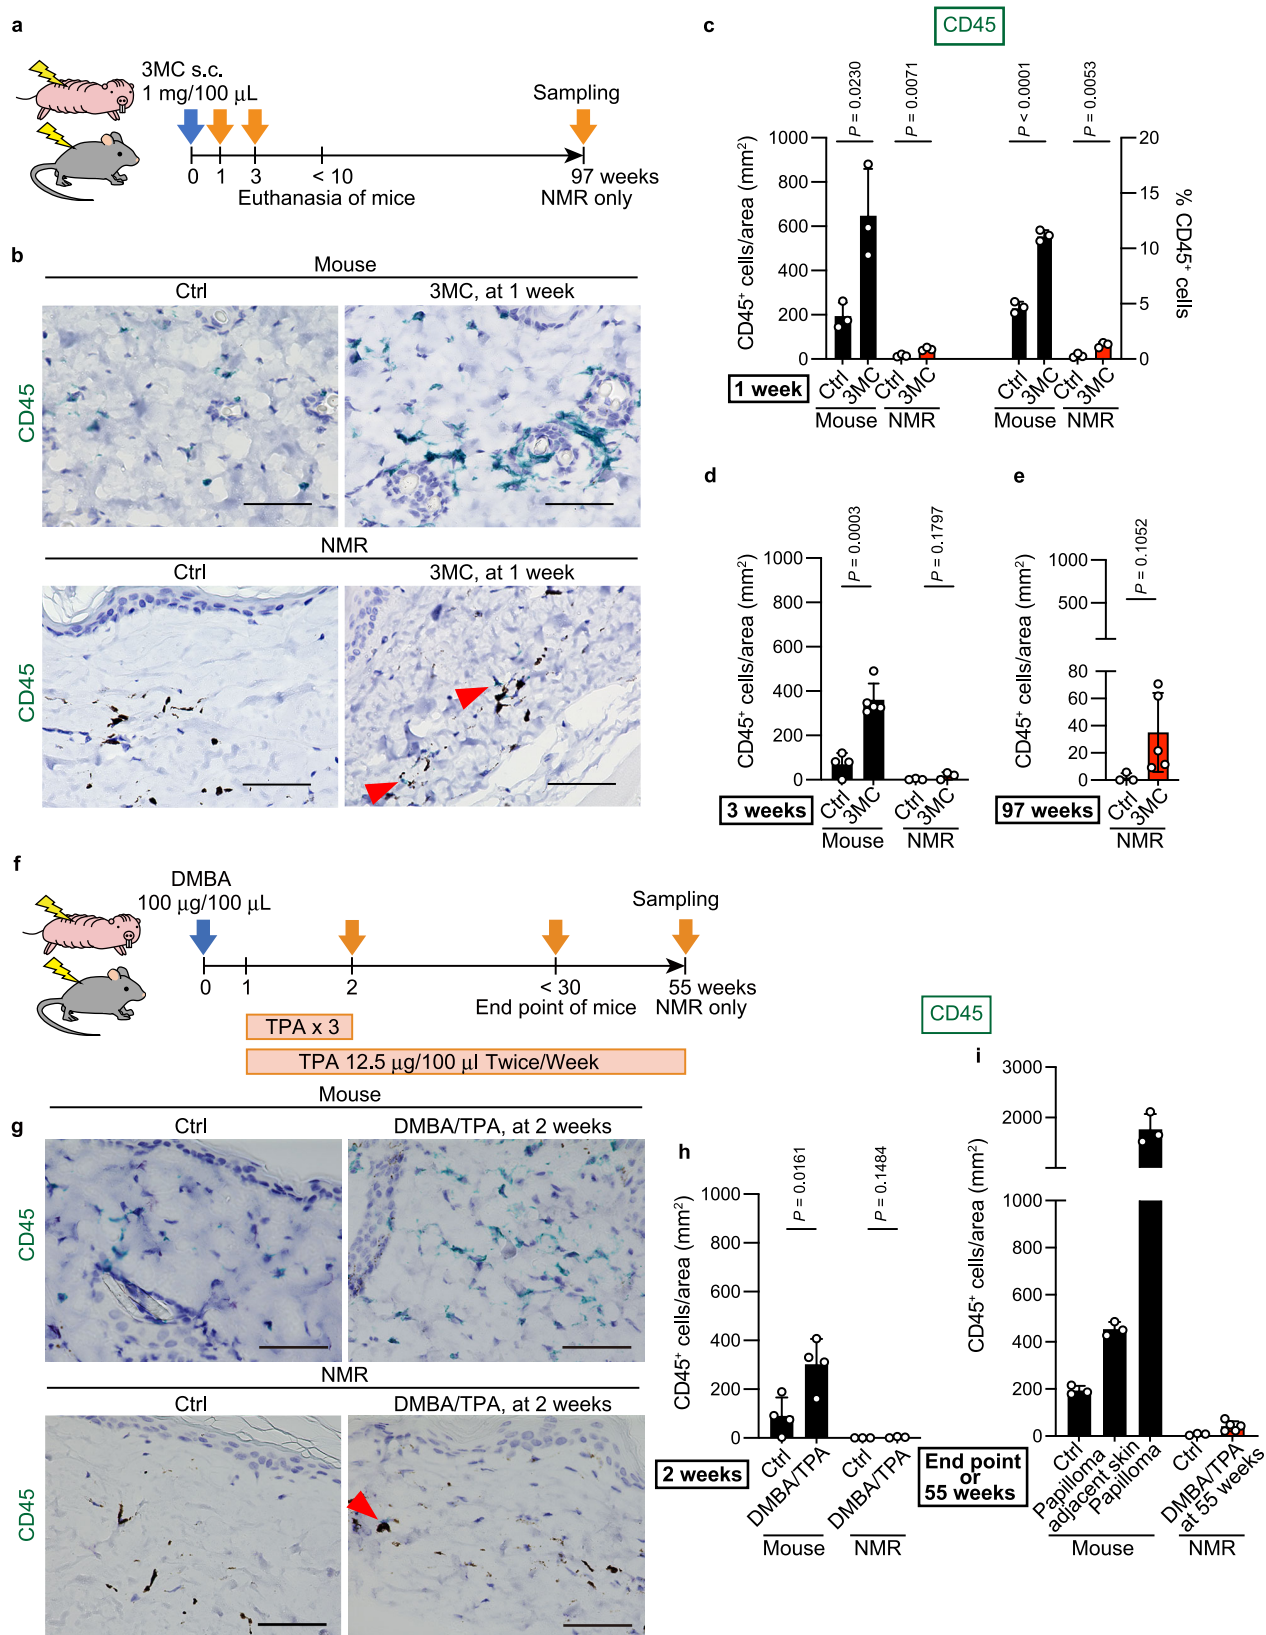 a
3MC s.c.
1 mg/100 μL
Sampling
0 1 3 < 10 97 weeks
Euthanasia of mice NMR only
b
Mouse
Ctrl 3MC, at 1 week
CD45
NMR
Ctrl 3MC, at 1 week
CD45
c
CD45
P = 0.0230 P = 0.0071 P < 0.0001 P = 0.0053
CD45⁺ cells/area (mm²)
1000
800
600
400
200
0
20
15
10
5
0
% CD45⁺ cells
Ctrl 3MC Ctrl 3MC Ctrl 3MC Ctrl 3MC
1 week
Mouse NMR Mouse NMR
d
P = 0.0003 P = 0.1797
CD45⁺ cells/area (mm²)
1000
800
600
400
200
0
Ctrl 3MC Ctrl 3MC
3 weeks
Mouse NMR
e
P = 0.1052
CD45⁺ cells/area (mm²)
1000
500
80
60
40
20
0
Ctrl 3MC
97 weeks
NMR
f
DMBA
100 μg/100 μL
Sampling
0 1 2 < 30 55 weeks
End point of mice NMR only
TPA x 3
TPA 12.5 μg/100 μl Twice/Week
g
Mouse
Ctrl DMBA/TPA, at 2 weeks
CD45
NMR
Ctrl DMBA/TPA, at 2 weeks
CD45
h
P = 0.0161 P = 0.1484
CD45⁺ cells/area (mm²)
1000
800
600
400
200
0
Ctrl DMBA/TPA Ctrl DMBA/TPA
2 weeks
Mouse NMR
CD45
i
CD45⁺ cells/area (mm²)
3000
2000
1000
800
600
400
200
0
Ctrl
Papilloma
adjacent skin
Papilloma
Ctrl
DMBA/TPA
at 55 weeks
End point
or
55 weeks
Mouse NMR